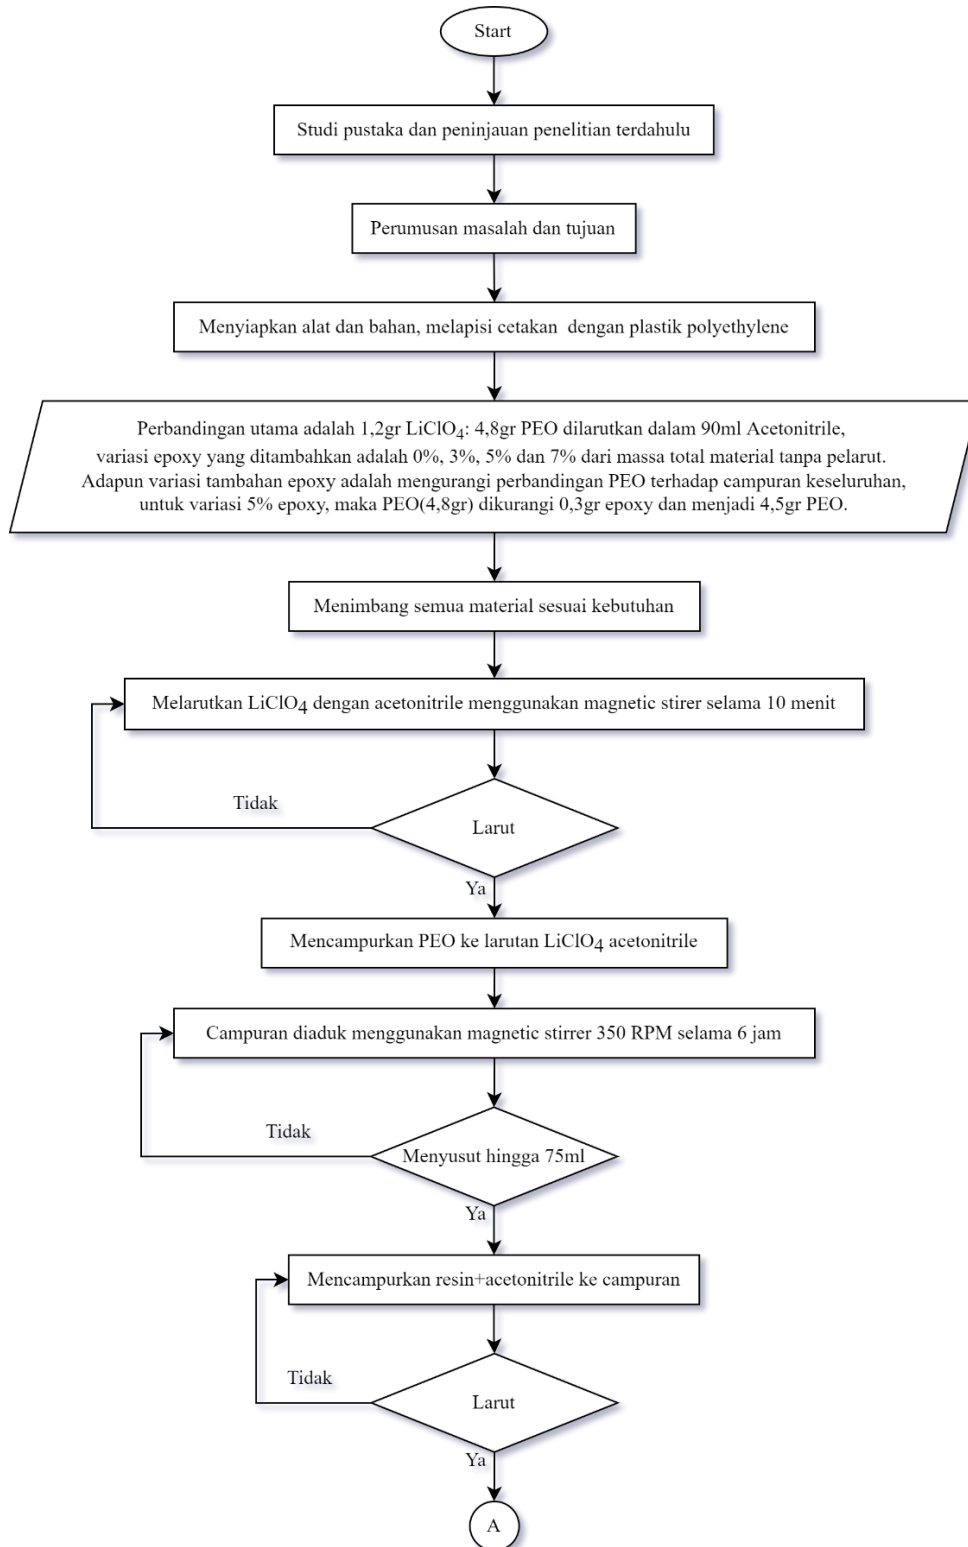 Start
Studi pustaka dan peninjauan penelitian terdahulu
Perumusan masalah dan tujuan
Menyiapkan alat dan bahan, melapisi cetakan dengan plastik polyethylene
Perbandingan utama adalah 1,2gr LiClO₄: 4,8gr PEO dilarutkan dalam 90ml Acetonitrile,
variasi epoxy yang ditambahkan adalah 0%, 3%, 5% dan 7% dari massa total material tanpa pelarut.
Adapun variasi tambahan epoxy adalah mengurangi perbandingan PEO terhadap campuran keseluruhan,
untuk variasi 5% epoxy, maka PEO(4,8gr) dikurangi 0,3gr epoxy dan menjadi 4,5gr PEO.
Menimbang semua material sesuai kebutuhan
Melarutkan LiClO₄ dengan acetonitrile menggunakan magnetic stirer selama 10 menit
Tidak
Larut
Ya
Mencampurkan PEO ke larutan LiClO₄ acetonitrile
Campuran diaduk menggunakan magnetic stirrer 350 RPM selama 6 jam
Tidak
Menyusut hingga 75ml
Ya
Mencampurkan resin+acetonitrile ke campuran
Tidak
Larut
Ya
A